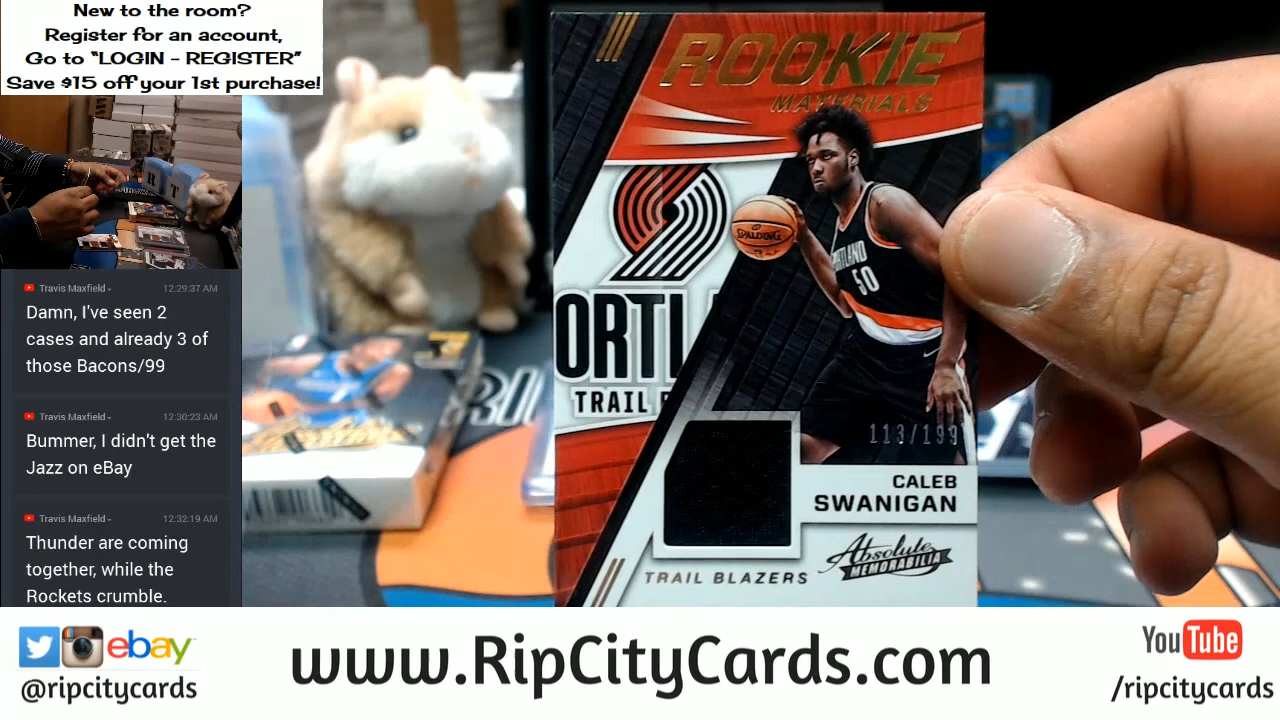 New to the room?
Register for an account,
Go to "LOGIN - REGISTER"
Save $15 off your 1st purchase!
Travis Maxfield
12:29:37 AM
Damn, I've seen 2
cases and already 3 of
those Bacons/99
Travis Maxfield
12:30:23 AM
Bummer, I didn't get the
Jazz on eBay
Travis Maxfield
12:32:19 AM
Thunder are coming
together, while the
Rockets crumble.
ROOKIE
MATERIALS
SPALDING
PORTLAND
50
ORTL
TRAIL
113/199
CALEB
SWANIGAN
TRAIL BLAZERS
Absolute
MEMORABILIA
ebay
@ripcitycards
www.RipCityCards.com
YouTube
/ripcitycards